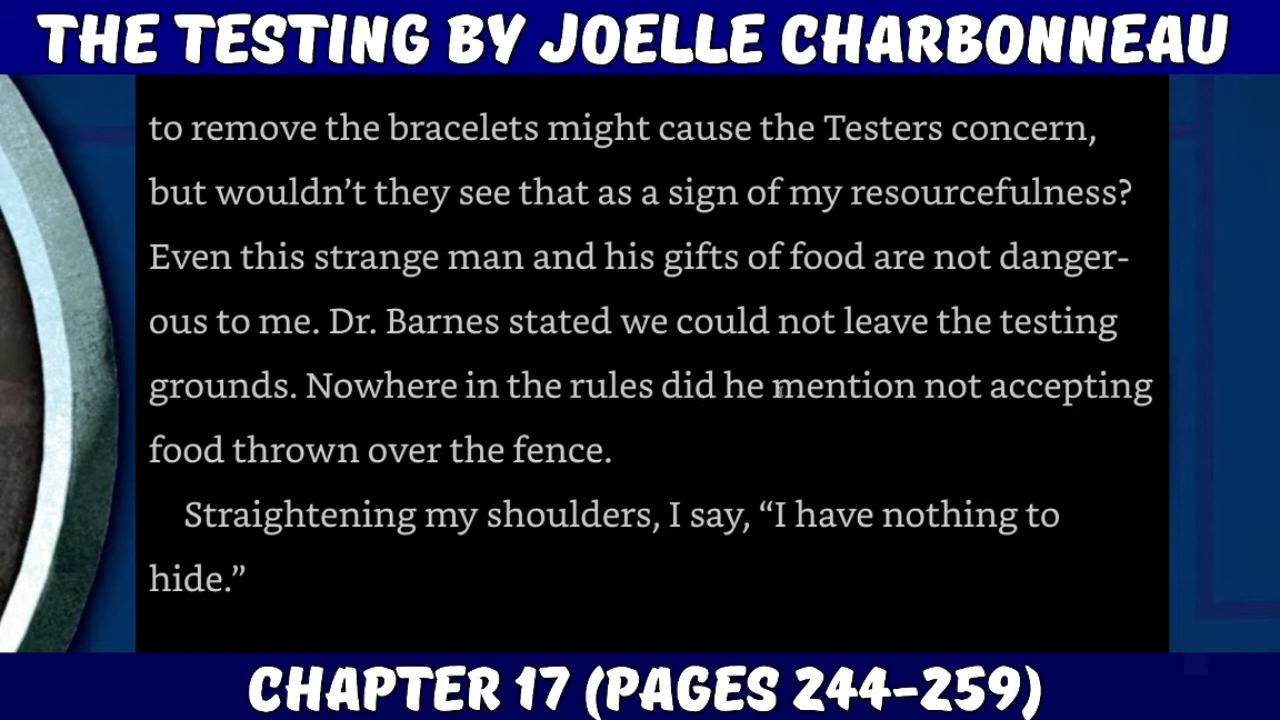 THE TESTING BY JOELLE CHARBONNEAU
to remove the bracelets might cause the Testers concern,
but wouldn’t they see that as a sign of my resourcefulness?
Even this strange man and his gifts of food are not danger-
ous to me. Dr. Barnes stated we could not leave the testing
grounds. Nowhere in the rules did he mention not accepting
food thrown over the fence.
Straightening my shoulders, I say, “I have nothing to
hide.”
CHAPTER 17 (PAGES 244-259)